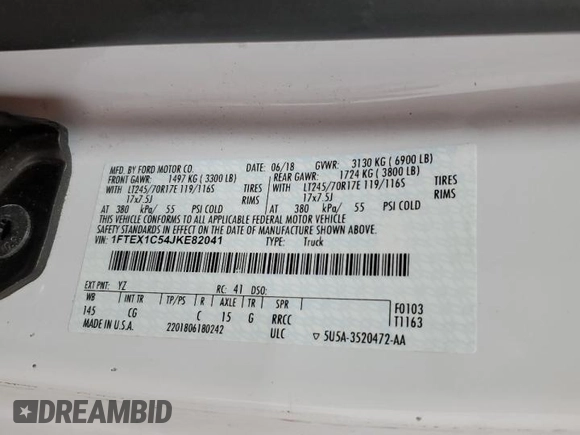 MFD. BY FORD MOTOR CO. DATE: 06/18 GVWR: 3130 KG ( 6900 LB)
FRONT GAWR: 1497 KG ( 3300 LB) REAR GAWR: 1724 KG ( 3800 LB)
WITH LT245/70R17E 119/116S TIRES WITH LT245/70R17E 119/116S TIRES
17x7.5J RIMS 17x7.5J RIMS
AT 380 kPa/ 55 PSI COLD AT 380 kPa/ 55 PSI COLD
THIS VEHICLE CONFORMS TO ALL APPLICABLE FEDERAL MOTOR VEHICLE
SAFETY STANDARDS IN EFFECT ON THE DATE OF MANUFACTURE SHOWN ABOVE.
VIN: 1FTEX1C54JKE82041 TYPE: Truck
EXT PNT: YZ RC: 41 DSO:
WB INT TR TP/PS R AXLE TR SPR F0103
145 CG C 15 G RRCC T1163
MADE IN U.S.A. 2201806180242 ULC ▽ 5U5A-3520472-AA
DREAMBID